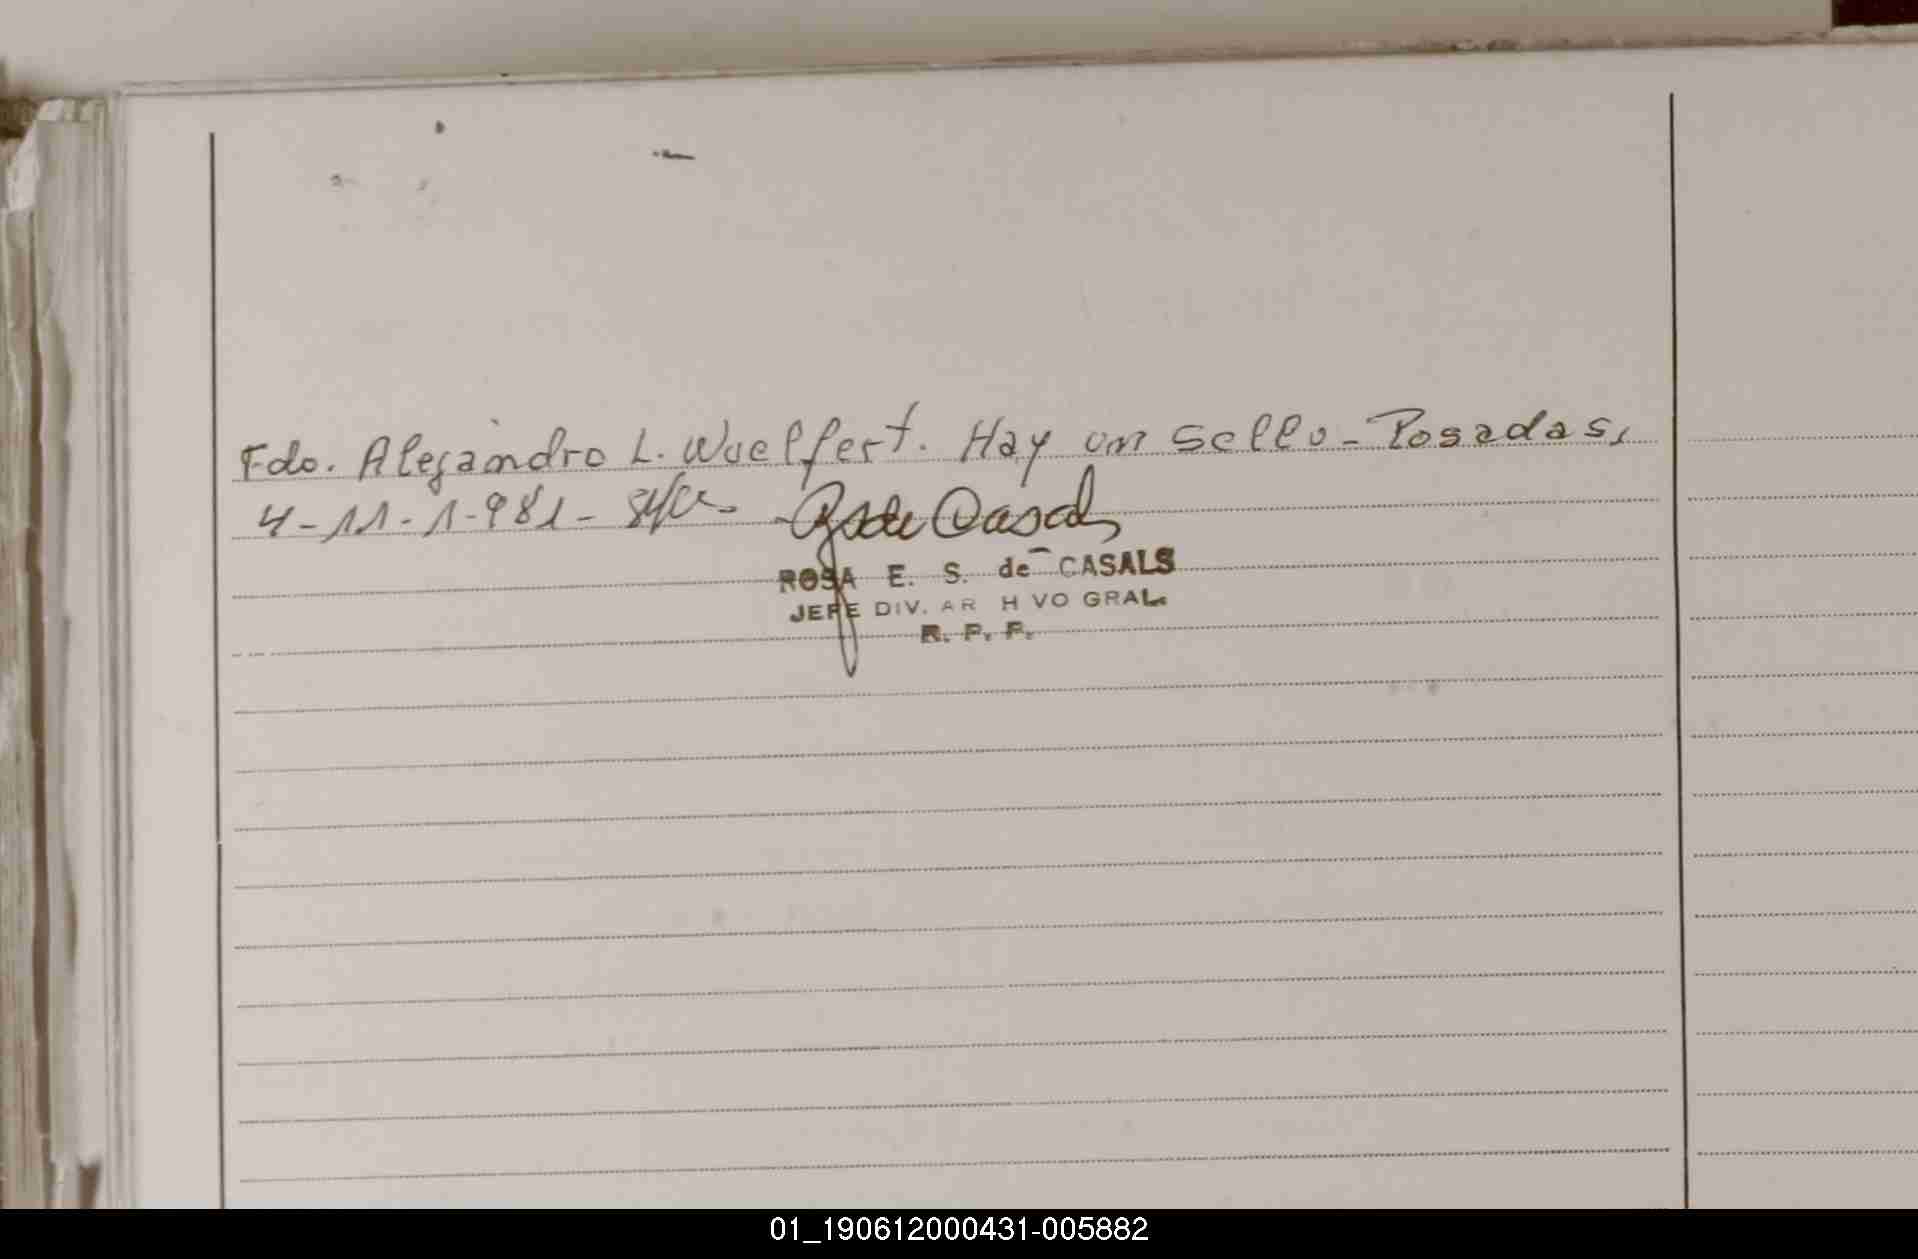 Fdo. Alejandro L. Woelfert. Hay un sello - Posadas,
4-11-1.981-
ROSA E. S. de CASALS
JEFE DIV. AR H VO GRAL.
R. P. P.
01_190612000431-005882